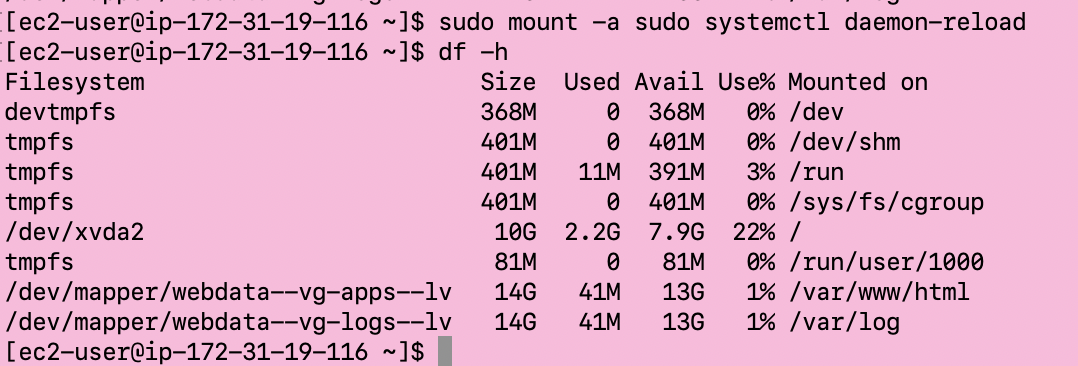 [ec2-user@ip-172-31-19-116 ~]$ sudo mount -a sudo systemctl daemon-reload
[ec2-user@ip-172-31-19-116 ~]$ df -h
Filesystem Size Used Avail Use% Mounted on
devtmpfs 368M 0 368M 0% /dev
tmpfs 401M 0 401M 0% /dev/shm
tmpfs 401M 11M 391M 3% /run
tmpfs 401M 0 401M 0% /sys/fs/cgroup
/dev/xvda2 10G 2.2G 7.9G 22% /
tmpfs 81M 0 81M 0% /run/user/1000
/dev/mapper/webdata--vg-apps--lv 14G 41M 13G 1% /var/www/html
/dev/mapper/webdata--vg-logs--lv 14G 41M 13G 1% /var/log
[ec2-user@ip-172-31-19-116 ~]$